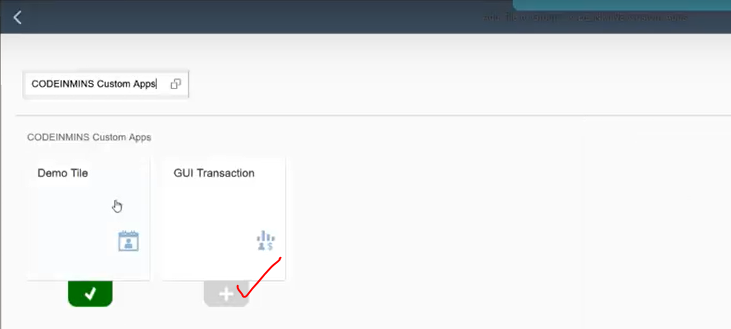 CODEINMINS Custom Apps
CODEINMINS Custom Apps
Demo Tile
GUI Transaction